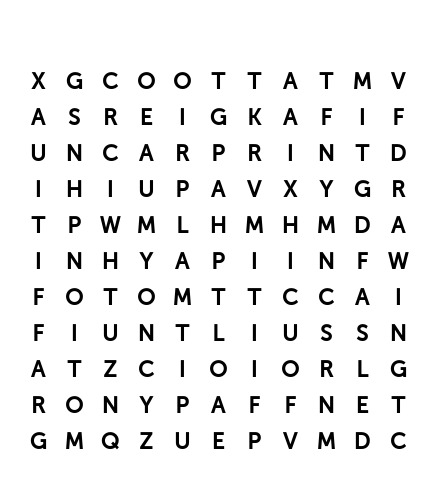 X G C O O T T A T M V
A S R E I G K A F I F
U N C A R P R I N T D
I H I U P A V X Y G R
T P W M L H M H M D A
I N H Y A P I I N F W
F O T O M T T C C A I
F I U N T L I U S S N
A T Z C I O I O R L G
R O N Y P A F F N E T
G M Q Z U E P V M D C